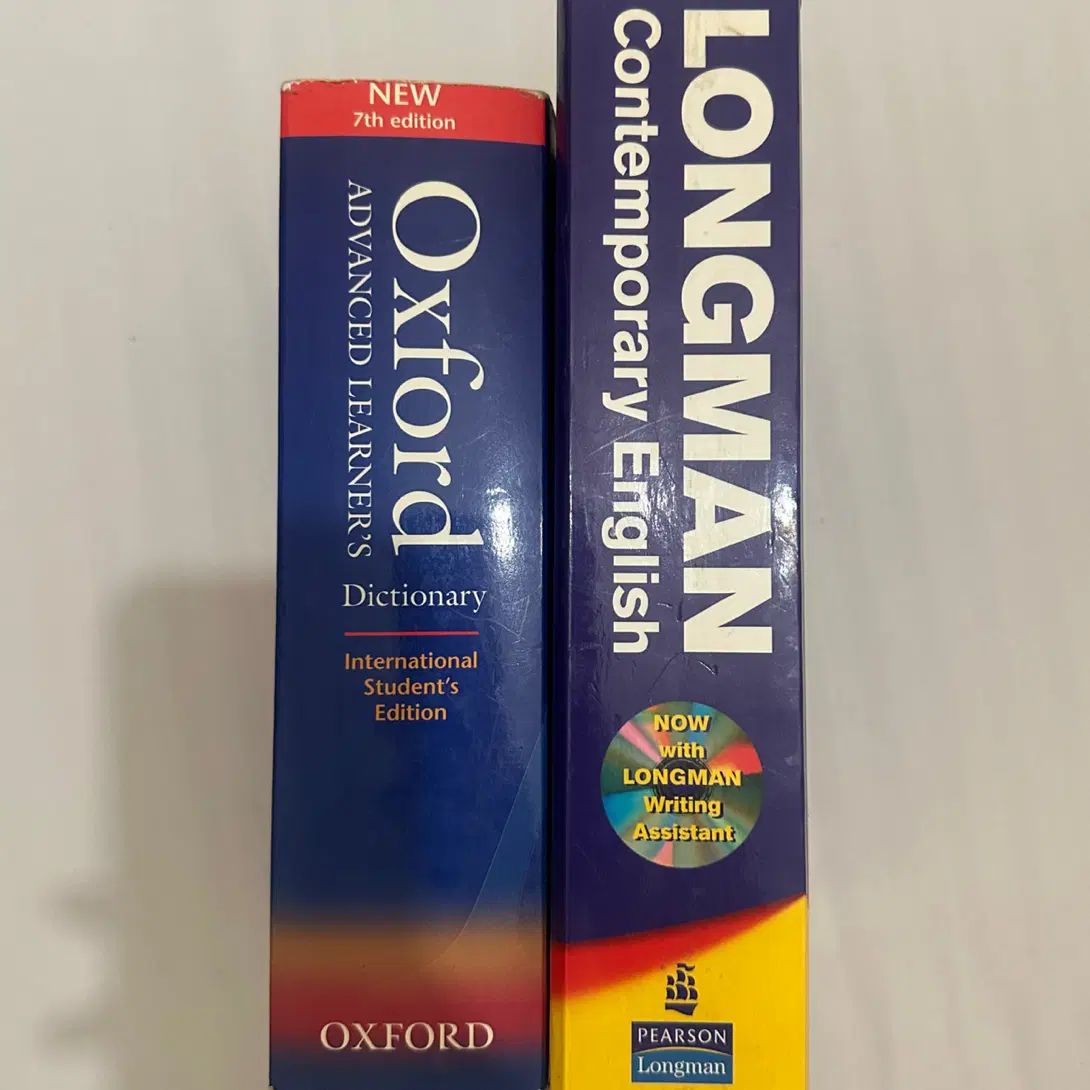 NEW
7th edition
Oxford
ADVANCED LEARNER'S
Dictionary
International
Student's
Edition
OXFORD
LONGMAN
Contemporary English
NOW
with
LONGMAN
Writing
Assistant
PEARSON
Longman